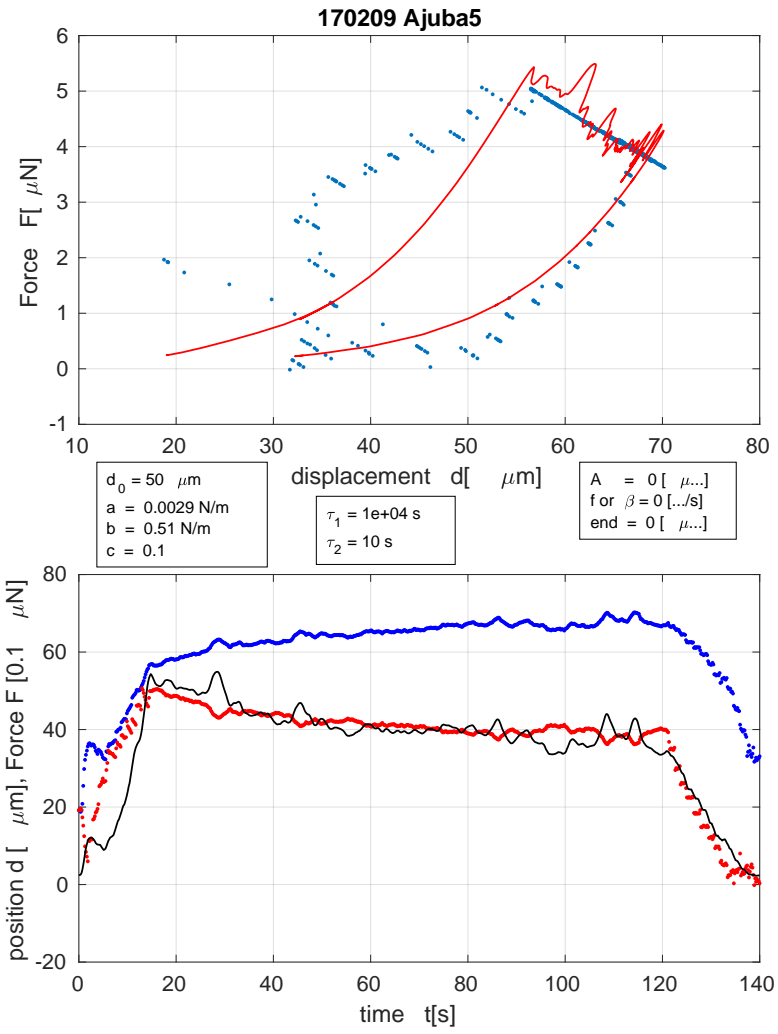 170209 Ajuba5
Force F[ μN]
6
5
4
3
2
1
0
-1
10 20 30 40 50 60 70 80
displacement d[ μm]
d0 = 50 μm
a = 0.0029 N/m
b = 0.51 N/m
c = 0.1
τ1 = 1e+04 s
τ2 = 10 s
A = 0 [ μ...]
for β = 0 [.../s]
end = 0 [ μ...]
position d [ μm], Force F [0.1 μN]
80
60
40
20
0
-20
0 20 40 60 80 100 120 140
time t[s]